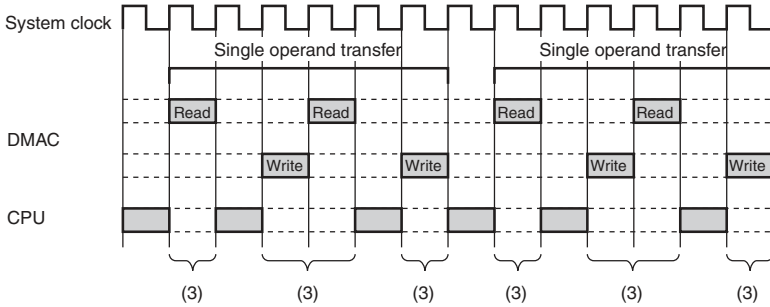 System clock
Single operand transfer Single operand transfer
Read Read Read Read
DMAC
Write Write Write Write
CPU
(3) (3) (3) (3) (3) (3)